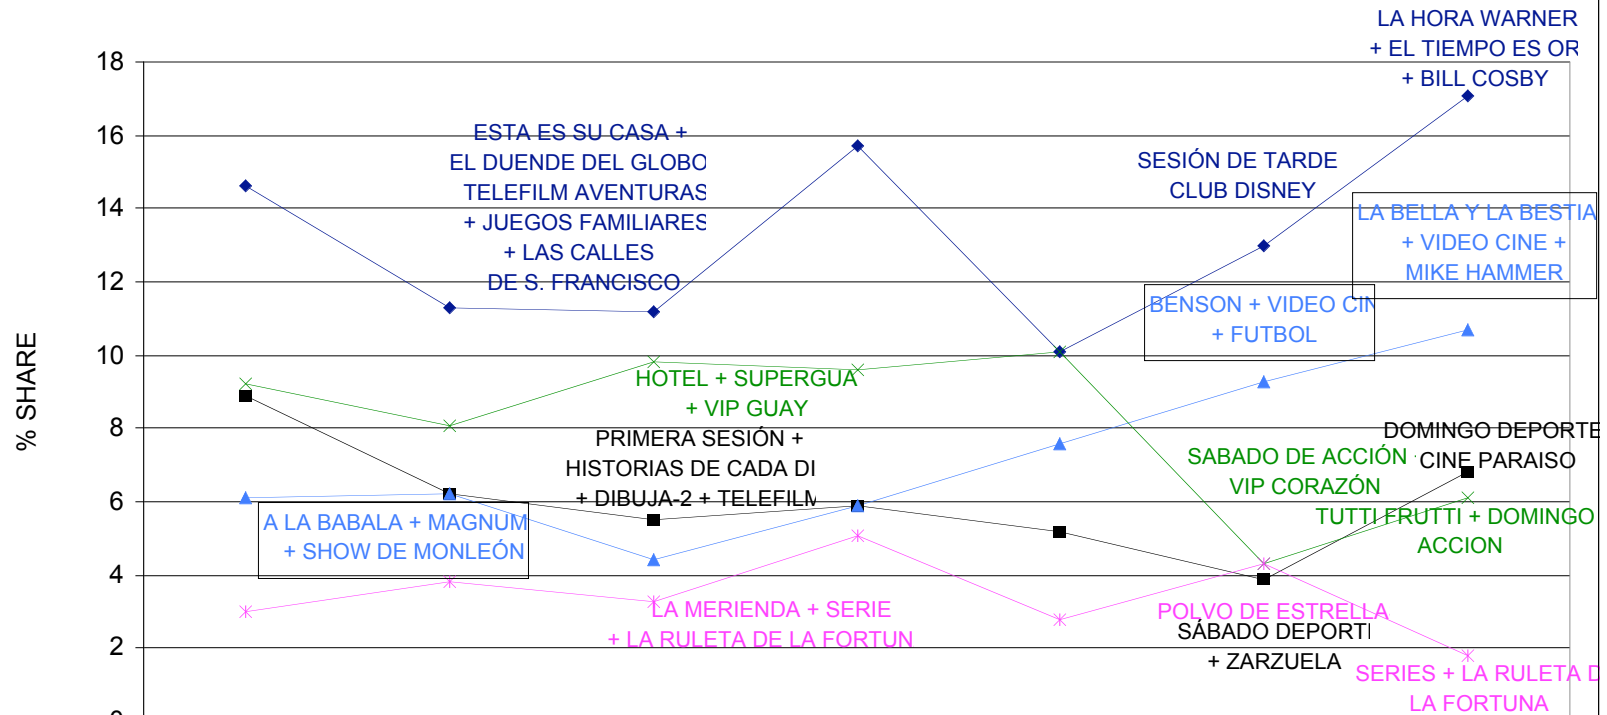 LA HORA WARNER
+ EL TIEMPO ES OR
+ BILL COSBY
18
16
14
12
10
8
6
4
2
% SHARE
ESTA ES SU CASA +
EL DUENDE DEL GLOBO
TELEFILM AVENTURAS
+ JUEGOS FAMILIARES
+ LAS CALLES
DE S. FRANCISCO
SESIÓN DE TARDE
CLUB DISNEY
LA BELLA Y LA BESTIA
+ VIDEO CINE +
MIKE HAMMER
BENSON + VIDEO CIN
+ FUTBOL
HOTEL + SUPERGUA
+ VIP GUAY
PRIMERA SESIÓN +
HISTORIAS DE CADA DI
+ DIBUJA-2 + TELEFILM
DOMINGO DEPORTE
CINE PARAISO
SABADO DE ACCIÓN
VIP CORAZÓN
A LA BABALA + MAGNUM
+ SHOW DE MONLEÓN
TUTTI FRUTTI + DOMINGO
ACCION
LA MERIENDA + SERIE
+ LA RULETA DE LA FORTUN
POLVO DE ESTRELLA
SÁBADO DEPORTI
+ ZARZUELA
SERIES + LA RULETA D
LA FORTUNA